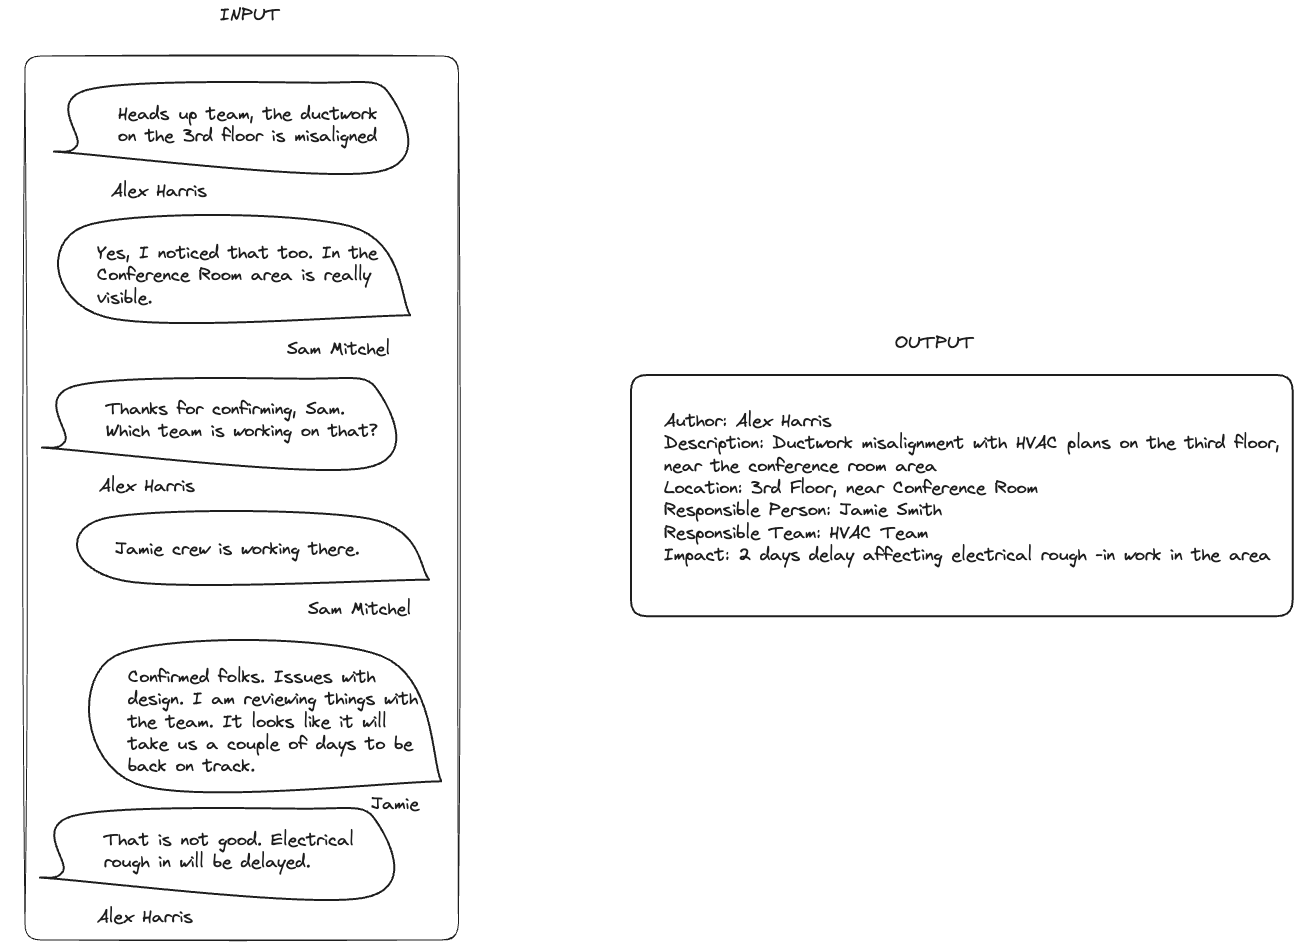 INPUT
Heads up team, the ductwork
on the 3rd floor is misaligned
Alex Harris
Yes, I noticed that too. In the
Conference Room area is really
visible.
Sam Mitchel
Thanks for confirming, Sam.
Which team is working on that?
Alex Harris
Jamie crew is working there.
Sam Mitchel
Confirmed folks. Issues with
design. I am reviewing things with
the team. It looks like it will
take us a couple of days to be
back on track.
Jamie
That is not good. Electrical
rough in will be delayed.
Alex Harris
OUTPUT
Author: Alex Harris
Description: Ductwork misalignment with HVAC plans on the third floor,
near the conference room area
Location: 3rd Floor, near Conference Room
Responsible Person: Jamie Smith
Responsible Team: HVAC Team
Impact: 2 days delay affecting electrical rough -in work in the area